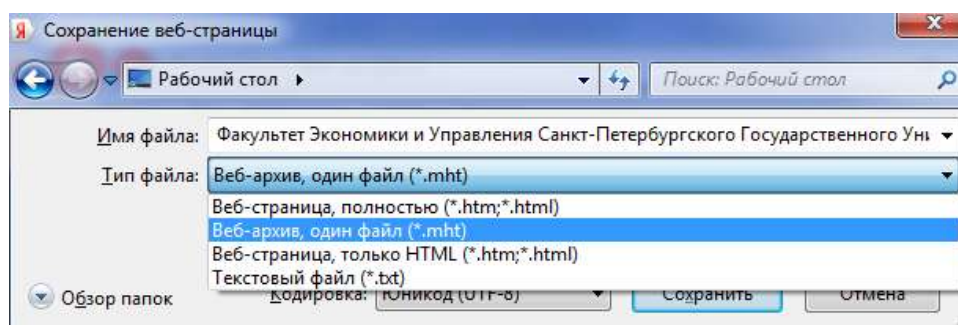 Я Сохранение веб-страницы
Рабочий стол
Поиск: Рабочий стол
Имя файла: Факультет Экономики и Управления Санкт-Петербургского Государственного Уни
Тип файла: Веб-архив, один файл (*.mht)
Веб-страница, полностью (*.htm;*.html)
Веб-архив, один файл (*.mht)
Веб-страница, только HTML (*.htm;*.html)
Текстовый файл (*.txt)
Обзор папок
Кодировка: Юникод (UTF-8)
Сохранить
Отмена